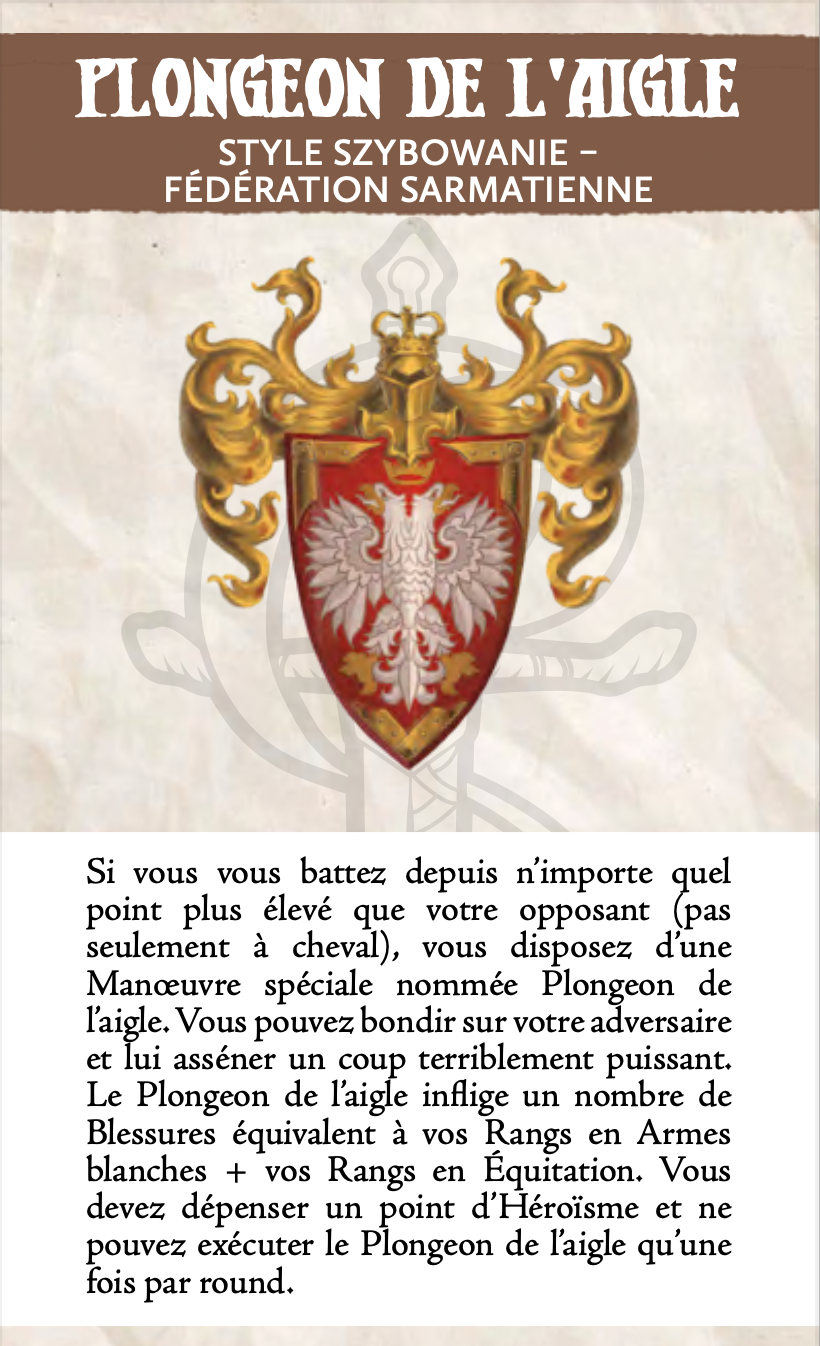 PLONGEON DE L'AIGLE
STYLE SZYBOWANIE –
FÉDÉRATION SARMATIENNE
Si vous vous battez depuis n’importe quel
point plus élevé que votre opposant (pas
seulement à cheval), vous disposez d’une
Manœuvre spéciale nommée Plongeon de
l’aigle. Vous pouvez bondir sur votre adversaire
et lui asséner un coup terriblement puissant.
Le Plongeon de l’aigle inflige un nombre de
Blessures équivalent à vos Rangs en Armes
blanches + vos Rangs en Équitation. Vous
devez dépenser un point d’Héroïsme et ne
pouvez exécuter le Plongeon de l’aigle qu’une
fois par round.